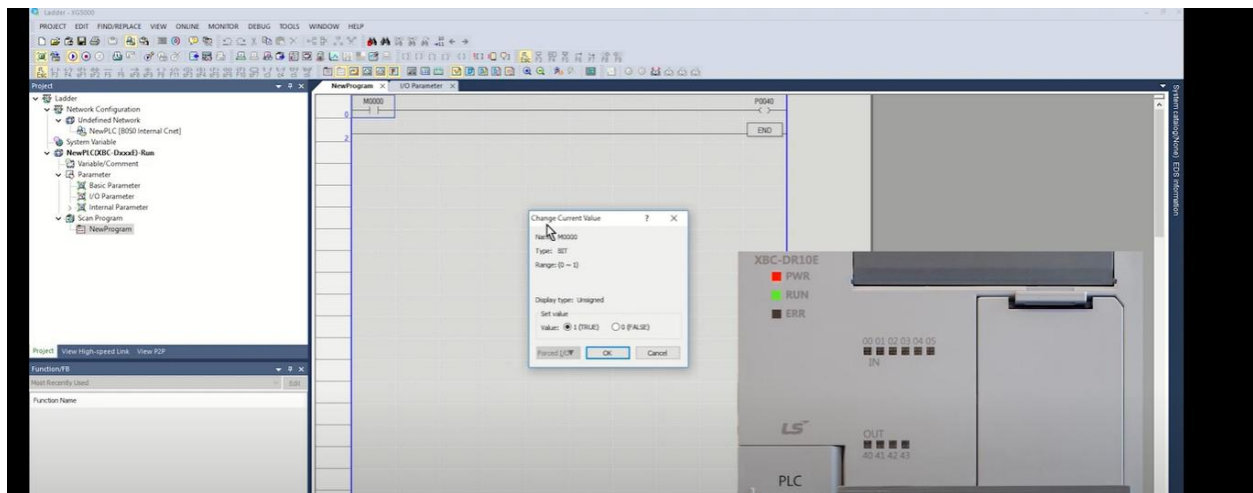 Ladder - XG5000
PROJECT EDIT FIND/REPLACE VIEW ONLINE MONITOR DEBUG TOOLS WINDOW HELP
Project
NewProgram × I/O Parameter ×
Ladder
Network Configuration
Undefined Network
NewPLC [B0S0 Internal Cnet]
System Variable
NewPLC(XBC-DxxxE)-Run
Variable/Comment
Parameter
Basic Parameter
I/O Parameter
Internal Parameter
Scan Program
NewProgram
Project View High-speed Link View P2P
Function/FB
Most Recently Used
Edit
Function Name
M0000
P0040
0
END
2
Change Current Value ? ×
Name: M0000
Type: BIT
Range: (0 ~ 1)
Display type: Unsigned
Set value
Value: 1 (TRUE) 0 (FALSE)
Forced I/O OK Cancel
System catalog(None) EDS information
XBC-DR10E
PWR
RUN
ERR
00 01 02 03 04 05
IN
LS
OUT
40 41 42 43
PLC